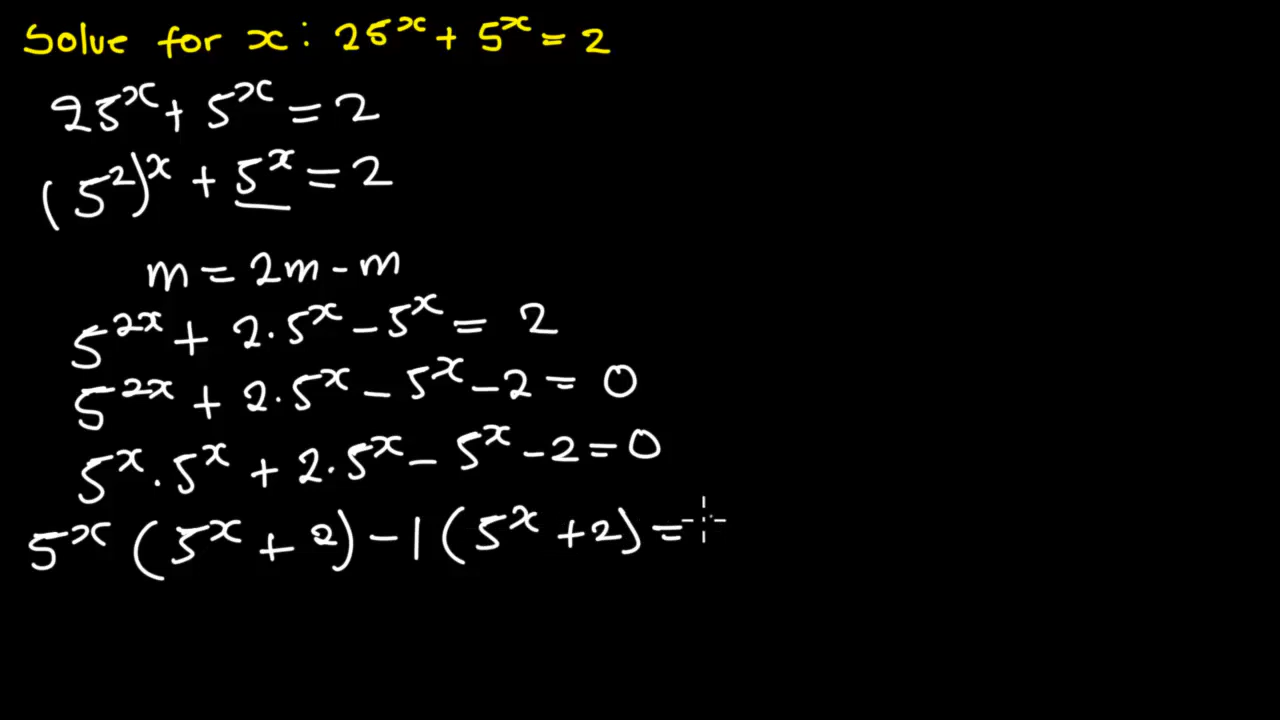 Solve for x : 25^x + 5^x = 2
25^x + 5^x = 2
(5^2)^x + 5^x = 2
m = 2m - m
5^2x + 2·5^x - 5^x = 2
5^2x + 2·5^x - 5^x - 2 = 0
5^x · 5^x + 2·5^x - 5^x - 2 = 0
5^x (5^x + 2) - 1 (5^x + 2) =